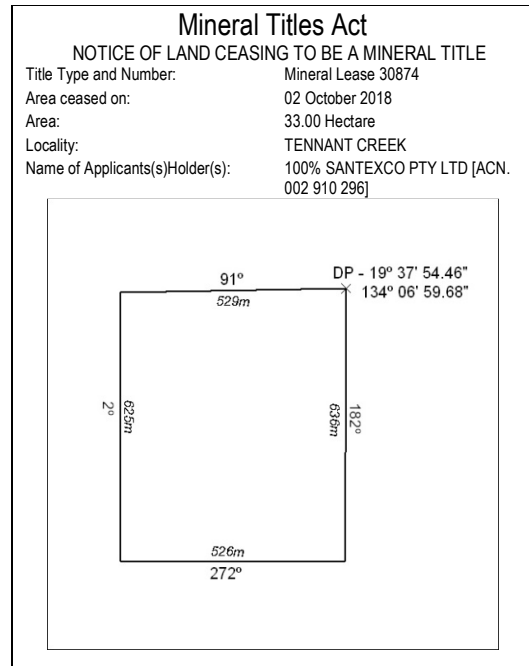 Mineral Titles Act
NOTICE OF LAND CEASING TO BE A MINERAL TITLE
Title Type and Number: Mineral Lease 30874
Area ceased on: 02 October 2018
Area: 33.00 Hectare
Locality: TENNANT CREEK
Name of Applicants(s)Holder(s): 100% SANTEXCO PTY LTD [ACN.
002 910 296]
91º
DP - 19º 37' 54.46"
134º 06' 59.68"
529m
2º
625m
636m
182º
526m
272º